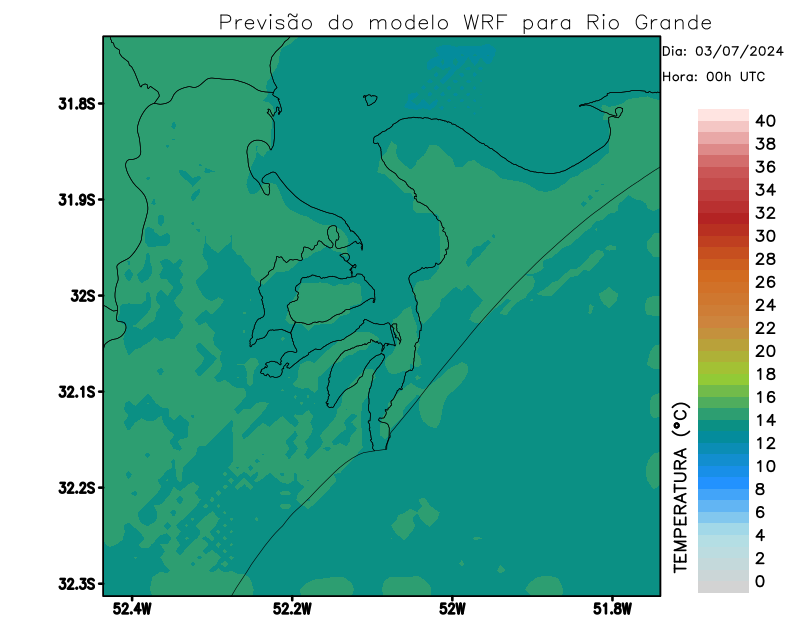 Previsão do modelo WRF para Rio Grande
Dia: 03/07/2024
Hora: 00h UTC
31.8S
31.9S
32S
32.1S
32.2S
32.3S
52.4W
52.2W
52W
51.8W
TEMPERATURA (°C)
40
38
36
34
32
30
28
26
24
22
20
18
16
14
12
10
8
6
4
2
0